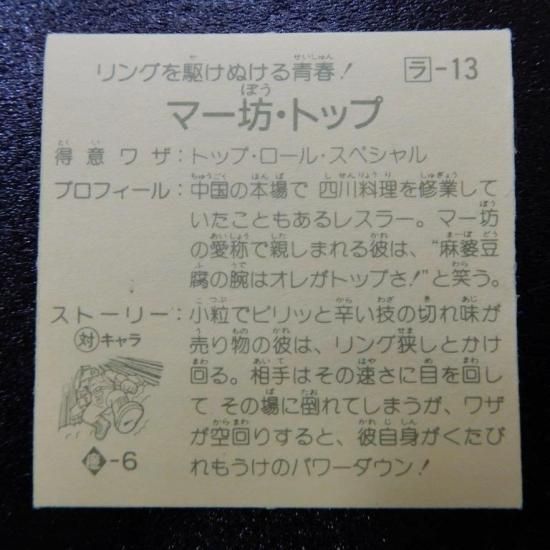 リングを駆けぬける青春! ラ-13
マー坊・トップ
得意ワザ:トップ・ロール・スペシャル
プロフィール:中国の本場で 四川料理を修業して
いたこともあるレスラー。マー坊
の愛称で親しまれる彼は、“麻婆豆
腐の腕はオレがトップさ!”と笑う。
ストーリー:小粒でピリッと辛い技の切れ味が
対キャラ 売り物の彼は、リング狭しとかけ
回る。相手はその速さに目を回し
て その場に倒れてしまうが、ワザ
が空回りすると、彼自身がくたび
-6 れもうけのパワーダウン!